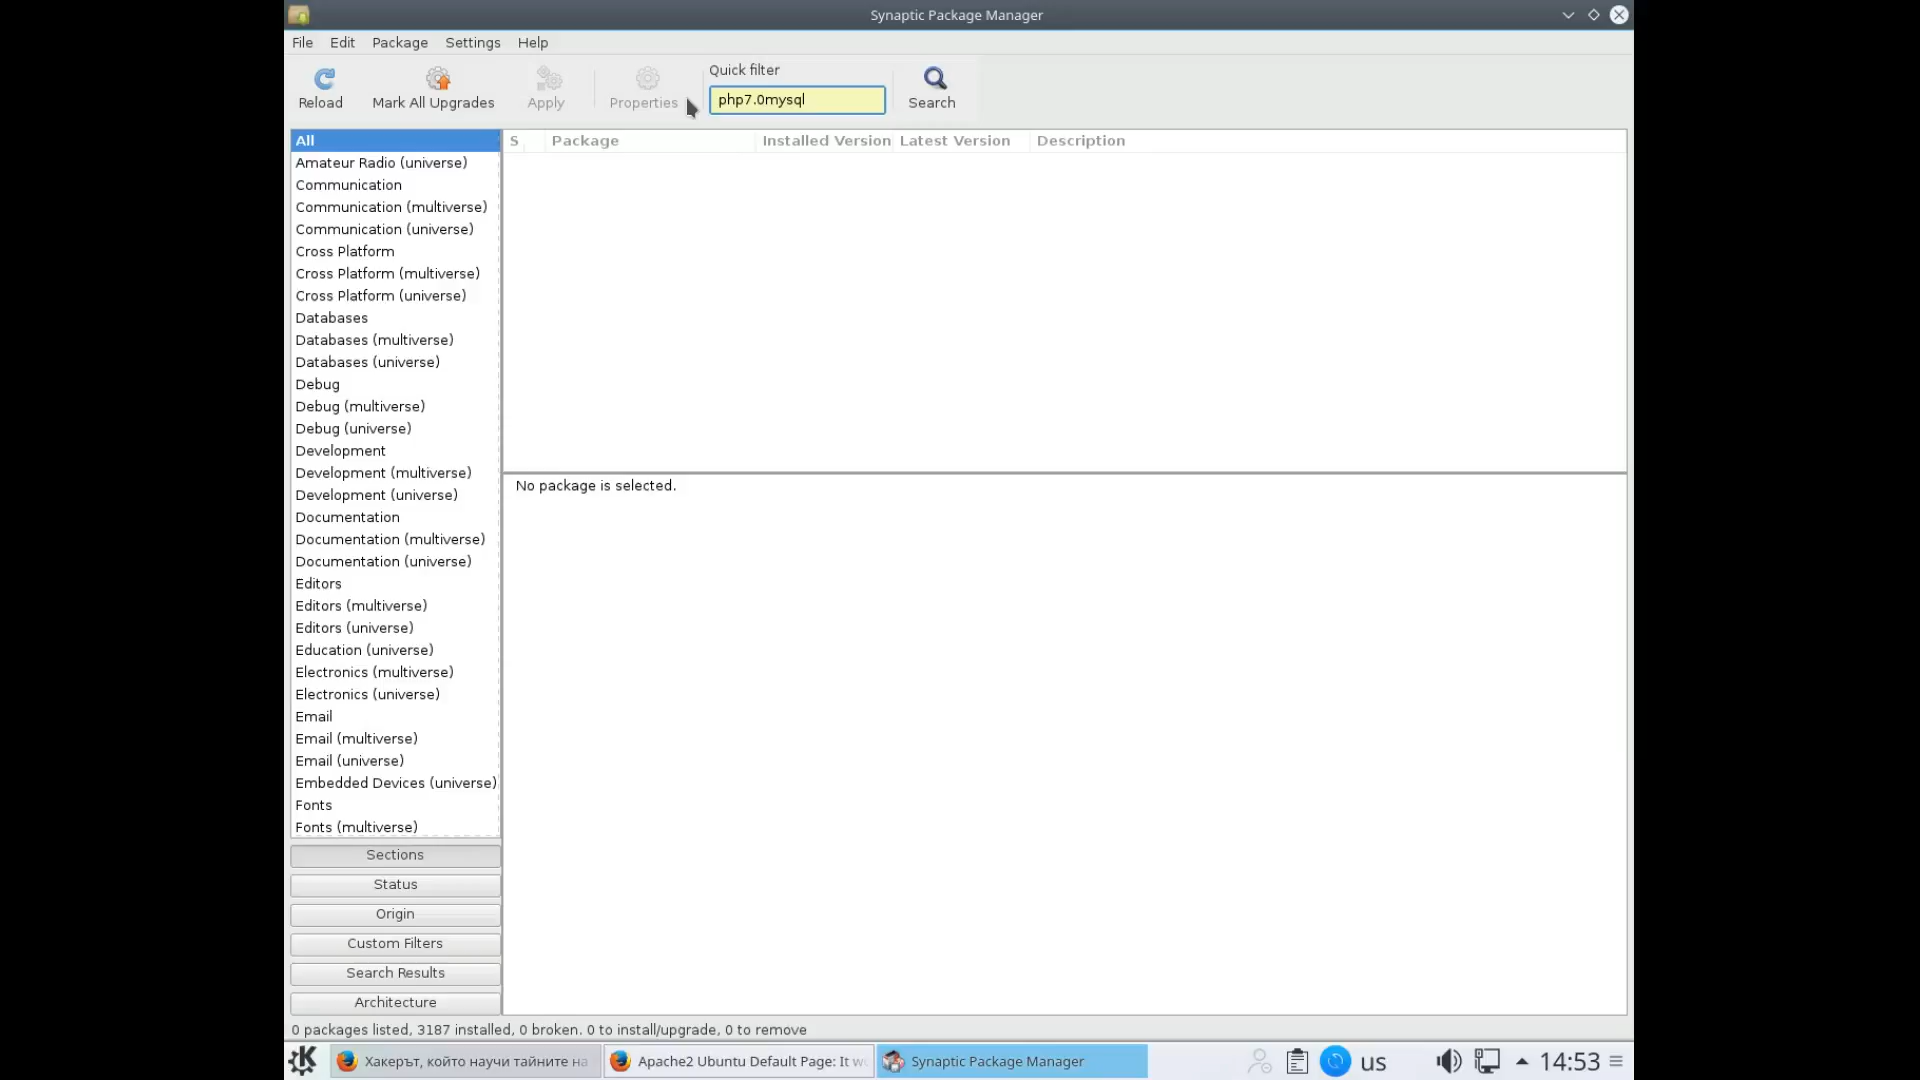 Synaptic Package Manager
File Edit Package Settings Help
Reload Mark All Upgrades Apply Properties Quick filter php7.0mysql Search
S Package Installed Version Latest Version Description
All
Amateur Radio (universe)
Communication
Communication (multiverse)
Communication (universe)
Cross Platform
Cross Platform (multiverse)
Cross Platform (universe)
Databases
Databases (multiverse)
Databases (universe)
Debug
Debug (multiverse)
Debug (universe)
Development
Development (multiverse)
Development (universe)
Documentation
Documentation (multiverse)
Documentation (universe)
Editors
Editors (multiverse)
Editors (universe)
Education (universe)
Electronics (multiverse)
Electronics (universe)
Email
Email (multiverse)
Email (universe)
Embedded Devices (universe)
Fonts
Fonts (multiverse)
No package is selected.
Sections
Status
Origin
Custom Filters
Search Results
Architecture
0 packages listed, 3187 installed, 0 broken. 0 to install/upgrade, 0 to remove
Хакерът, който научи тайните на Apache2 Ubuntu Default Page: It w Synaptic Package Manager us 14:53